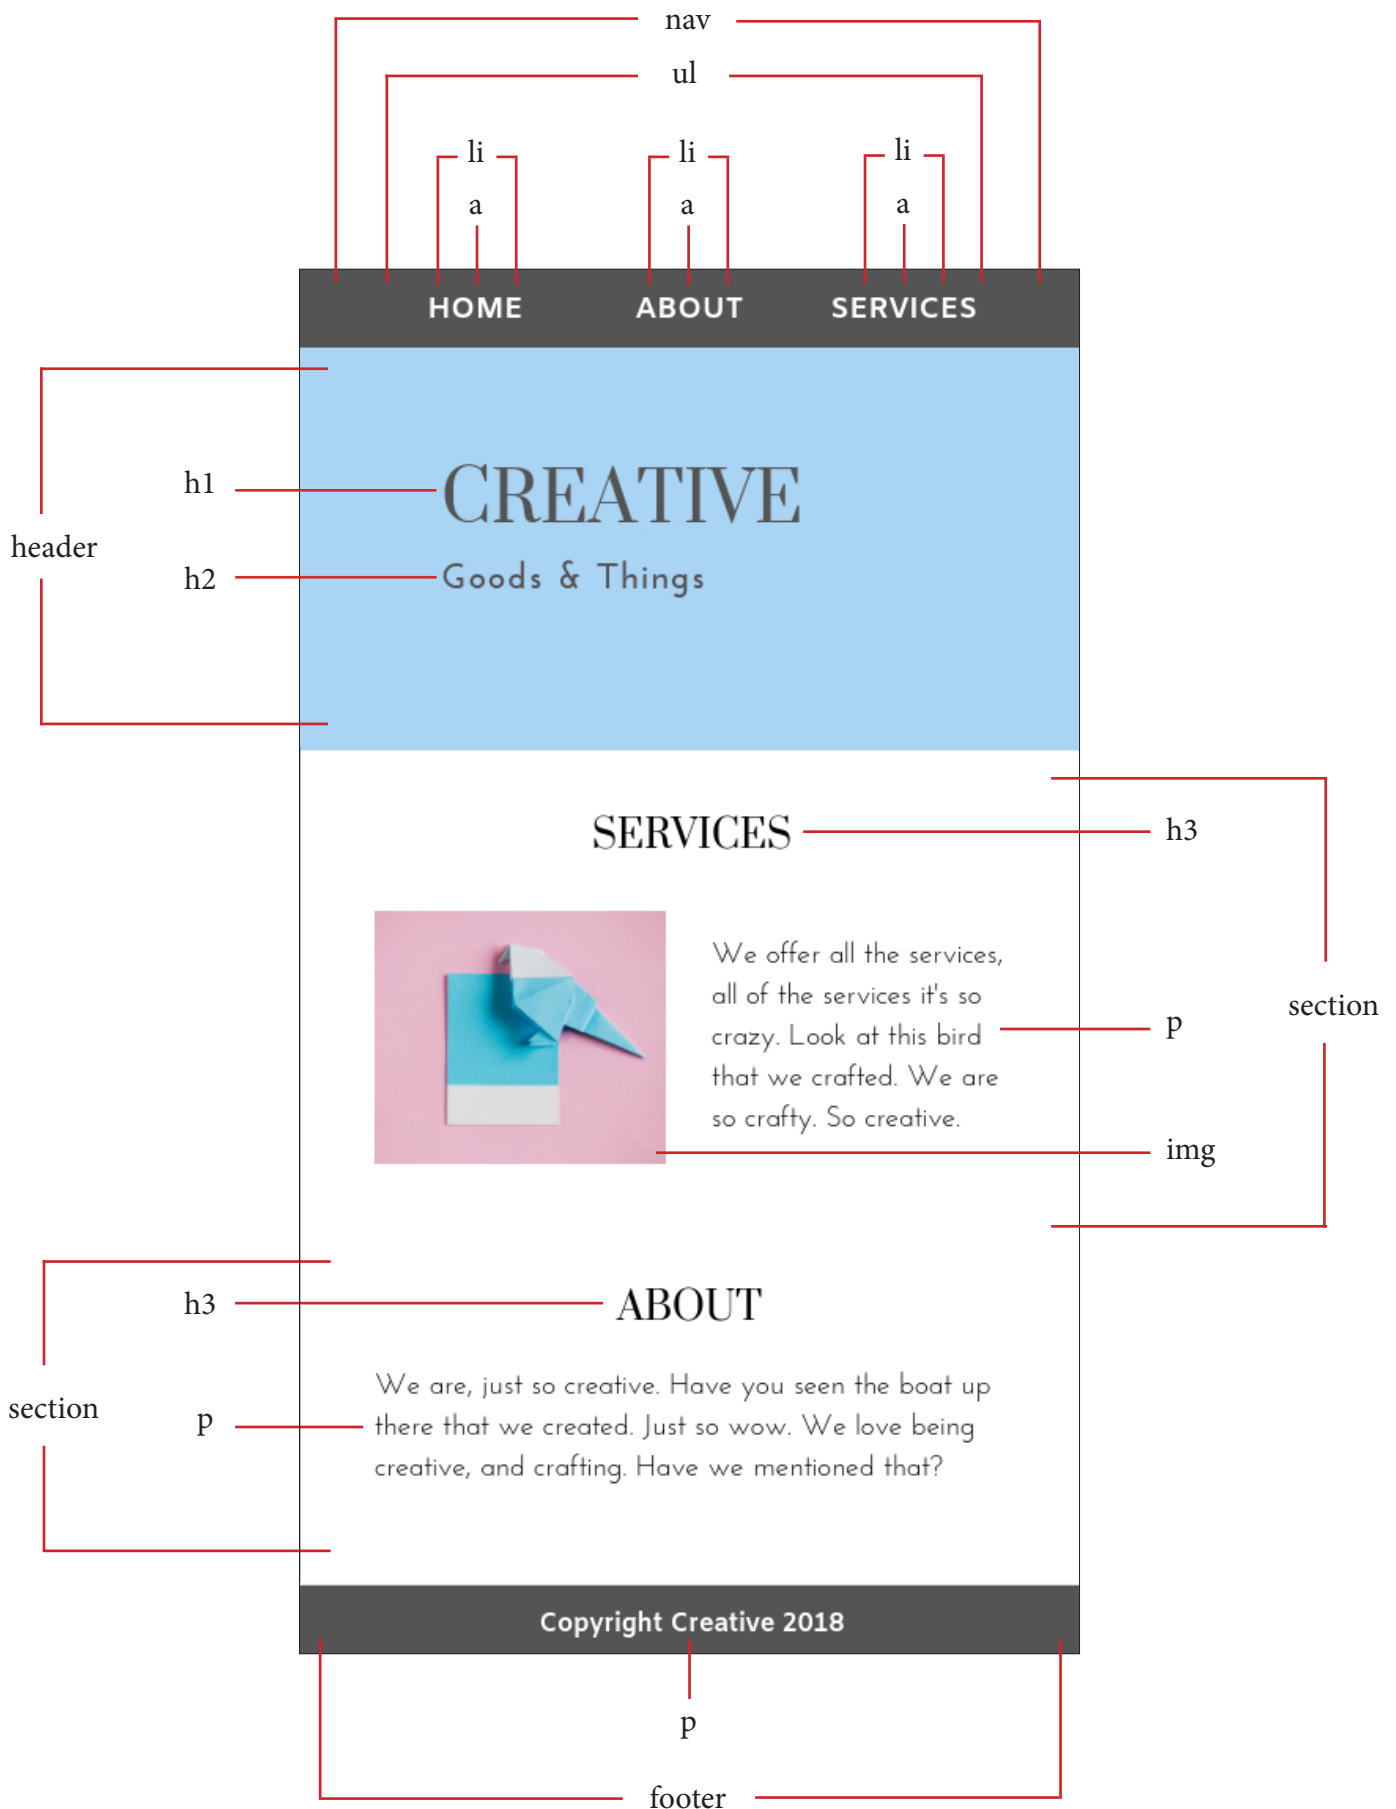 nav
ul
li li li
a a a
HOME ABOUT SERVICES
header
h1
CREATIVE
h2
Goods & Things
SERVICES
h3
We offer all the services,
all of the services it's so
crazy. Look at this bird
that we crafted. We are
so crafty. So creative.
section
p
img
h3
ABOUT
section
p
We are, just so creative. Have you seen the boat up
there that we created. Just so wow. We love being
creative, and crafting. Have we mentioned that?
Copyright Creative 2018
p
footer